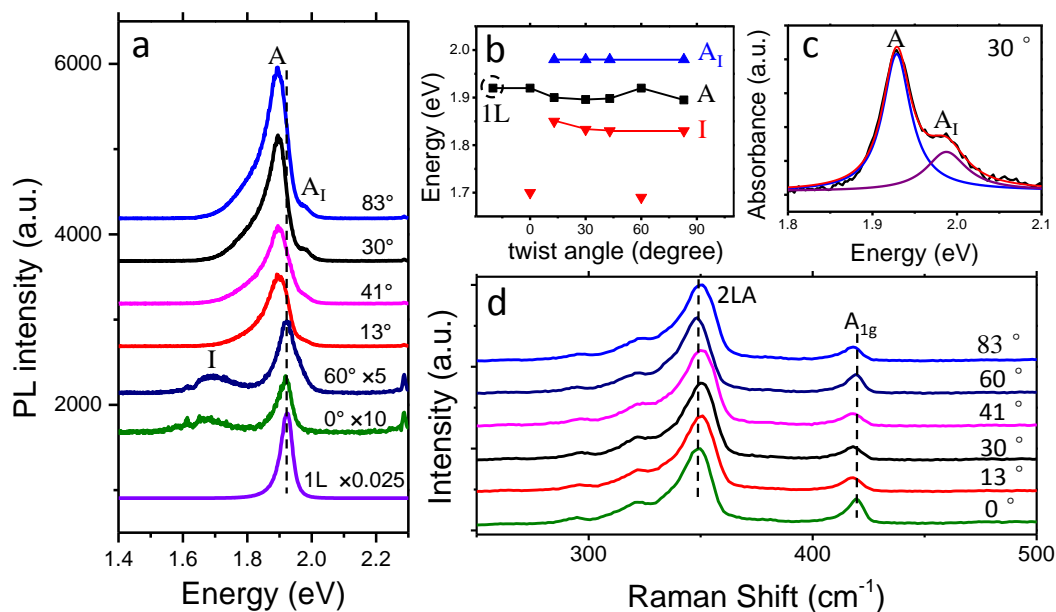 a
A
A_I
I
83°
30°
41°
13°
60° ×5
0° ×10
1L ×0.025
6000
4000
2000
PL intensity (a.u.)
1.4 1.6 1.8 2.0 2.2
Energy (eV)
b
A_I
A
I
1L
2.0
1.9
1.8
1.7
Energy (eV)
0 30 60 90
twist angle (degree)
c
30 °
A
A_I
Absorbance (a.u.)
1.8 1.9 2.0 2.1
Energy (eV)
d
2LA
A_1g
83 °
60 °
41 °
30 °
13 °
0 °
Intensity (a.u.)
300 400 500
Raman Shift (cm⁻¹)